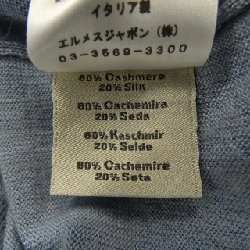 イタリア製
エルメスジャポン(株)
03-3569-3300
80% Cashmere
20% Silk
80% Cachemira
20% Seda
80% Kaschmir
20% Seide
80% Cachemire
20% Seta